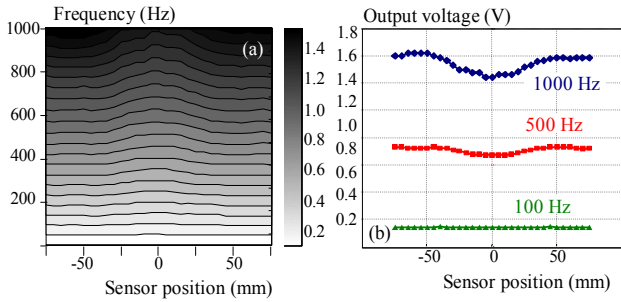 Frequency (Hz)
1000
800
600
400
200
(a)
-50 0 50
Sensor position (mm)
1.4
1.2
1.0
0.8
0.6
0.4
0.2
Output voltage (V)
1.8
1.6
1.4
1.2
1.0
0.8
0.6
0.4
0.2
1000 Hz
500 Hz
100 Hz
(b)
-50 0 50
Sensor position (mm)